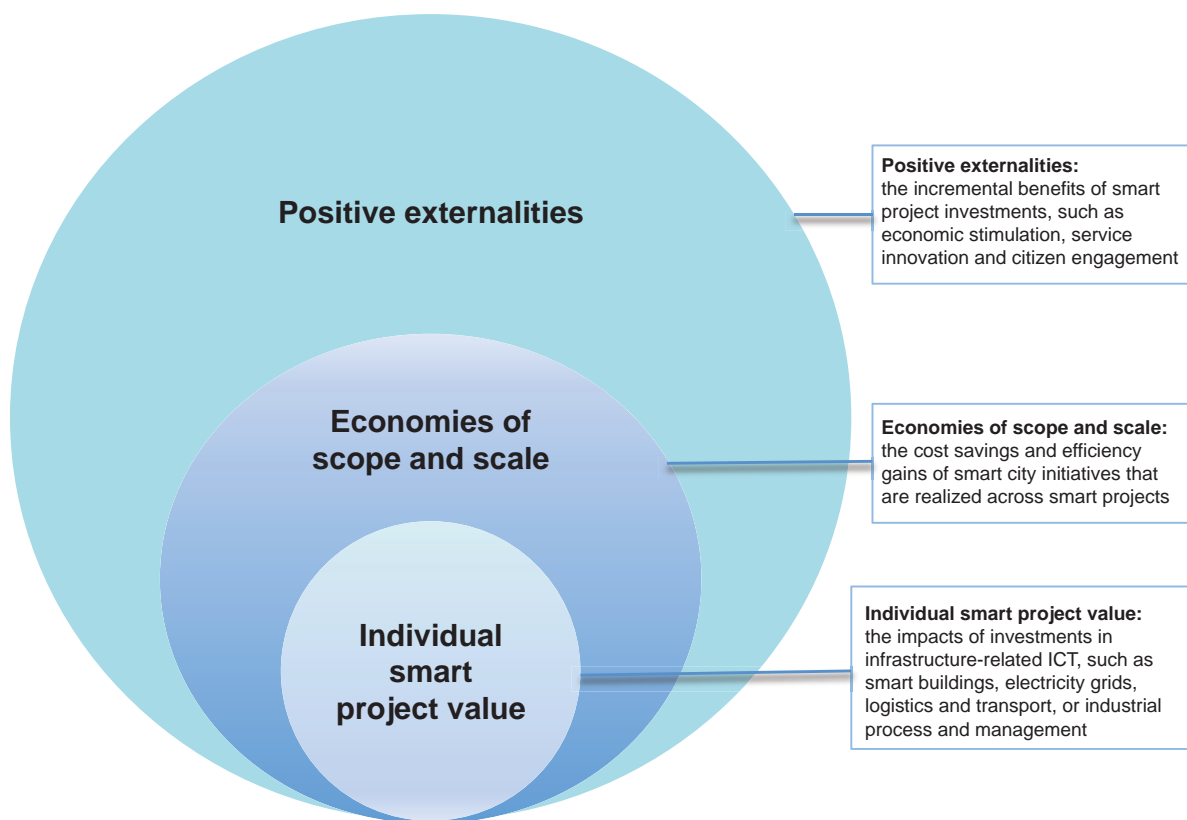 Positive externalities
Positive externalities:
the incremental benefits of smart
project investments, such as
economic stimulation, service
innovation and citizen engagement
Economies of
scope and scale
Economies of scope and scale:
the cost savings and efficiency
gains of smart city initiatives that
are realized across smart projects
Individual
smart
project value
Individual smart project value:
the impacts of investments in
infrastructure-related ICT, such as
smart buildings, electricity grids,
logistics and transport, or industrial
process and management